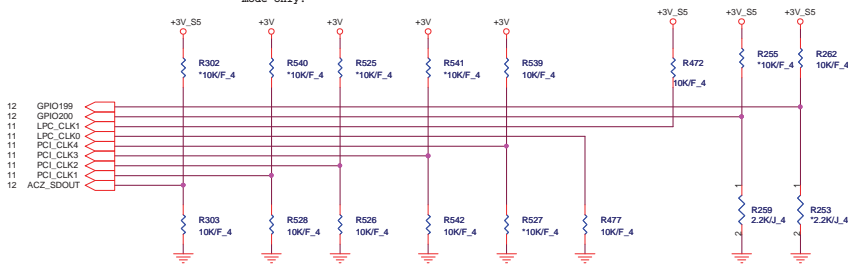 mode only.
+3V_S5 +3V +3V +3V +3V +3V_S5 +3V_S5 +3V_S5
R302 R540 R525 R541 R539 R472 R255 R262
*10K/F_4 *10K/F_4 *10K/F_4 *10K/F_4 10K/F_4 10K/F_4 *10K/F_4 10K/F_4
12 GPIO199
12 GPIO200
11 LPC_CLK1
11 LPC_CLK0
11 PCI_CLK4
11 PCI_CLK3
11 PCI_CLK2
11 PCI_CLK1
12 ACZ_SDOUT
1 1
R303 R528 R526 R542 R527 R477 R259 R253
10K/F_4 10K/F_4 10K/F_4 10K/F_4 *10K/F_4 10K/F_4 2.2K/J_4 *2.2K/J_4
2 2